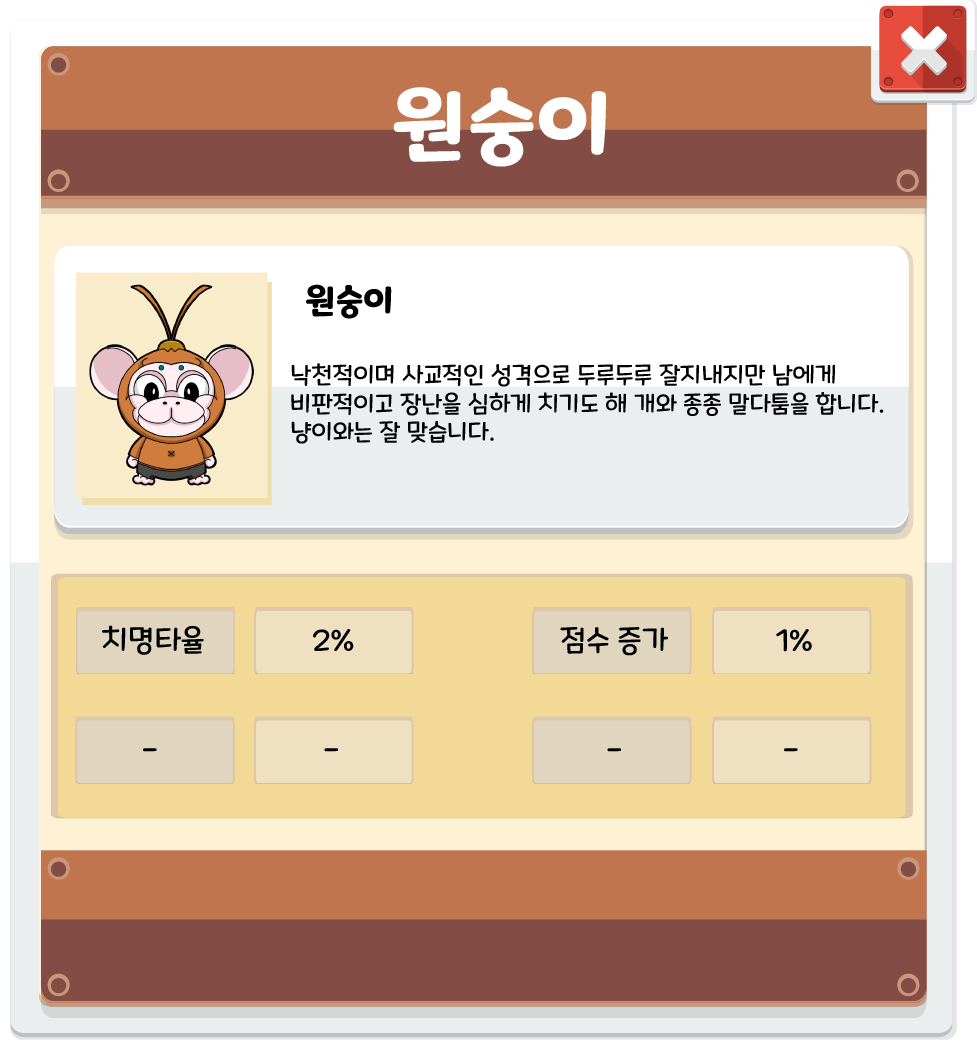 원숭이
원숭이
낙천적이며 사교적인 성격으로 두루두루 잘지내지만 남에게
비판적이고 장난을 심하게 치기도 해 개와 종종 말다툼을 합니다.
냥이와는 잘 맞습니다.
치명타율 2% 점수 증가 1%
- - - -